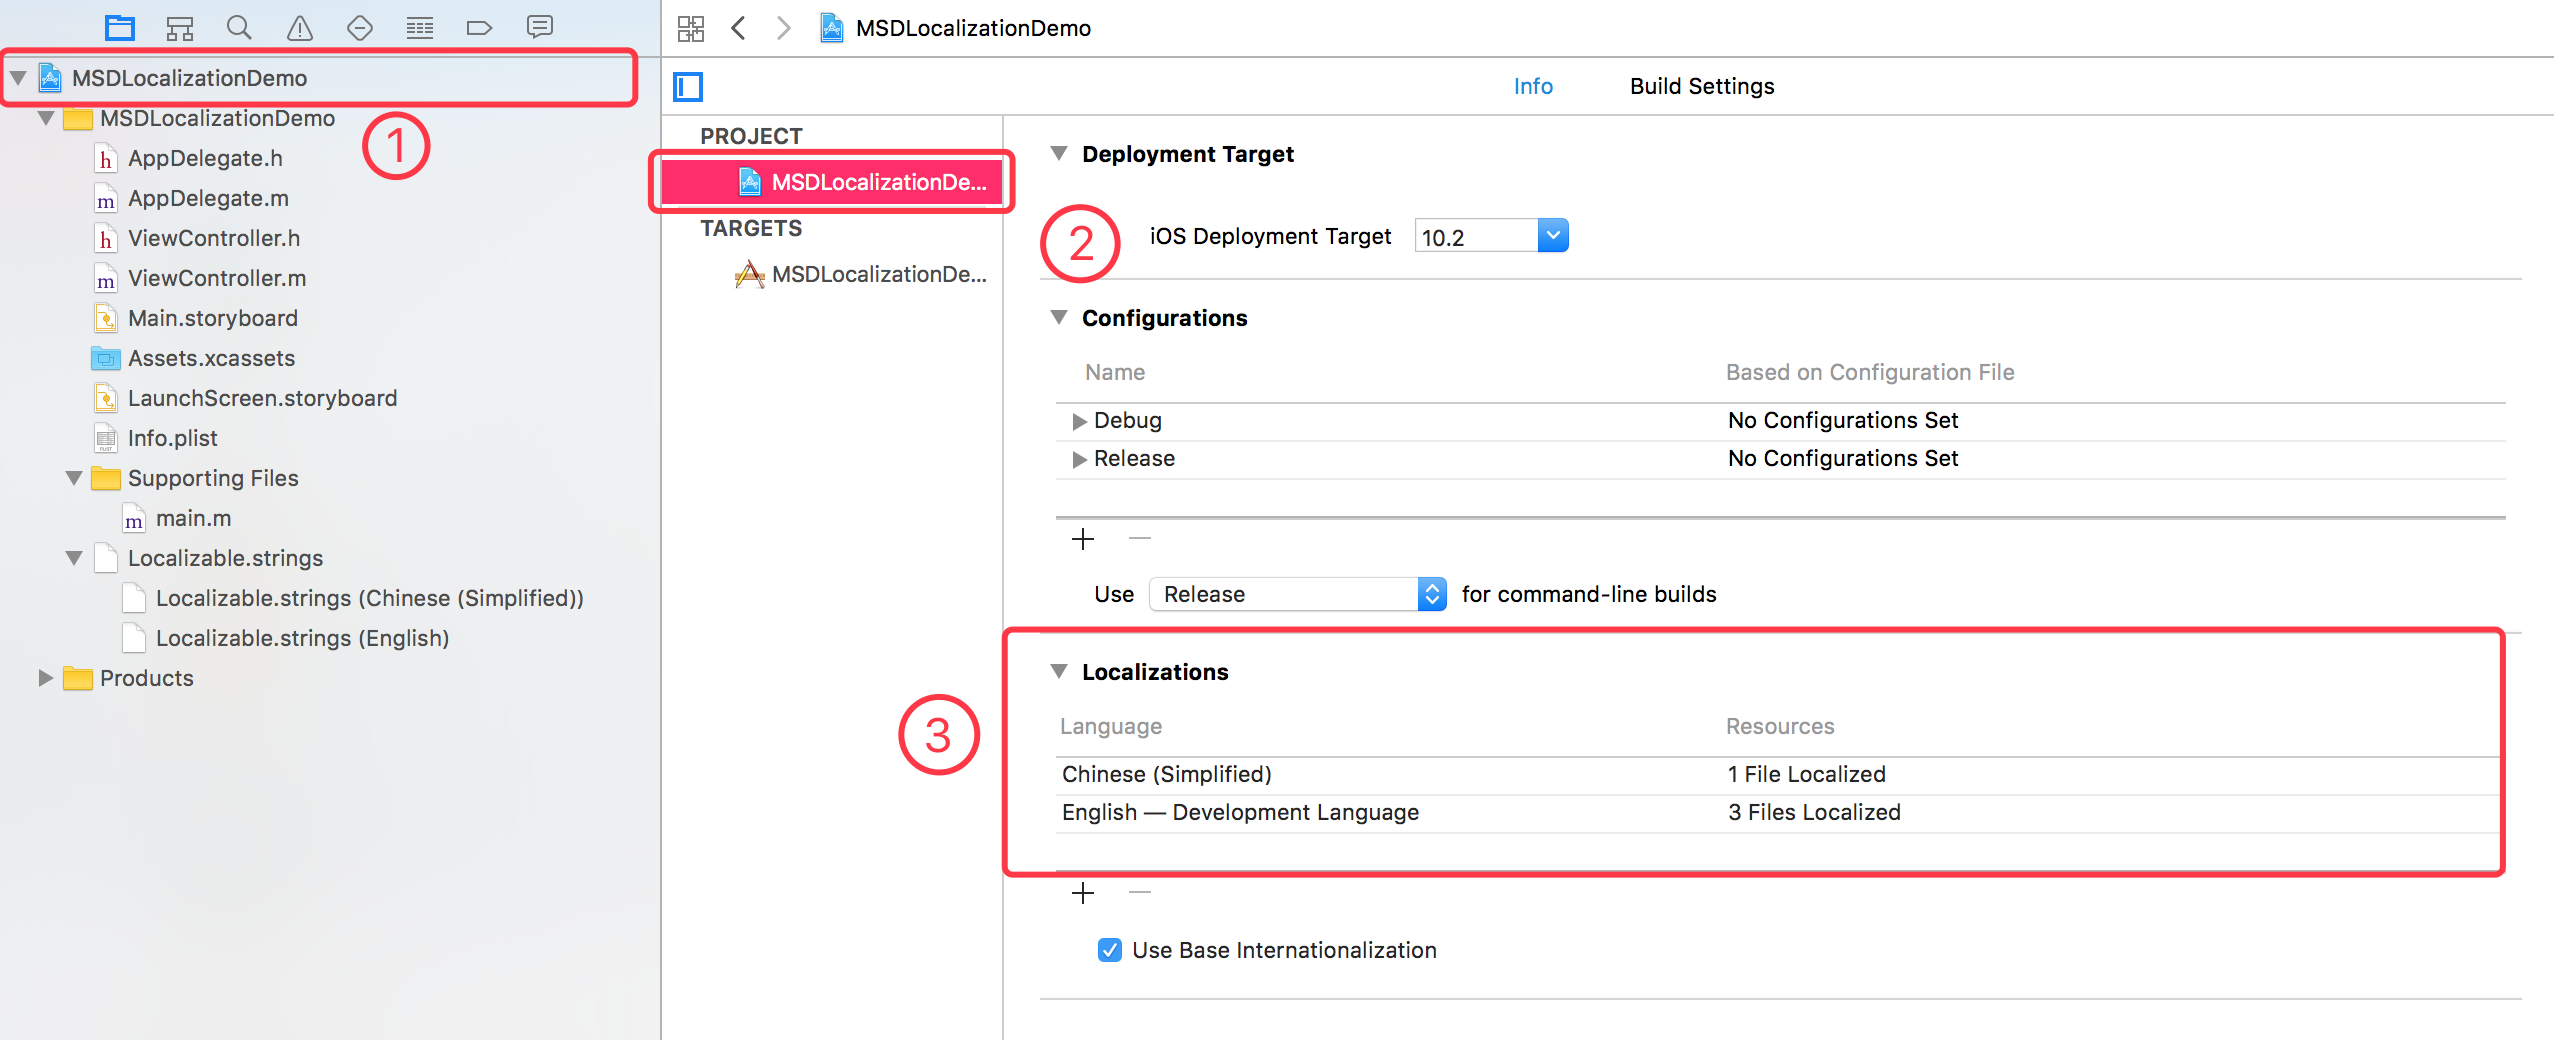 MSDLocalizationDemo
MSDLocalizationDemo
AppDelegate.h
AppDelegate.m
ViewController.h
ViewController.m
Main.storyboard
Assets.xcassets
LaunchScreen.storyboard
Info.plist
Supporting Files
main.m
Localizable.strings
Localizable.strings (Chinese (Simplified))
Localizable.strings (English)
Products
1
MSDLocalizationDemo
Info Build Settings
PROJECT
MSDLocalizationDe...
TARGETS
MSDLocalizationDe...
2
Deployment Target
iOS Deployment Target 10.2
Configurations
Name Based on Configuration File
Debug No Configurations Set
Release No Configurations Set
Use Release for command-line builds
3
Localizations
Language Resources
Chinese (Simplified) 1 File Localized
English — Development Language 3 Files Localized
Use Base Internationalization